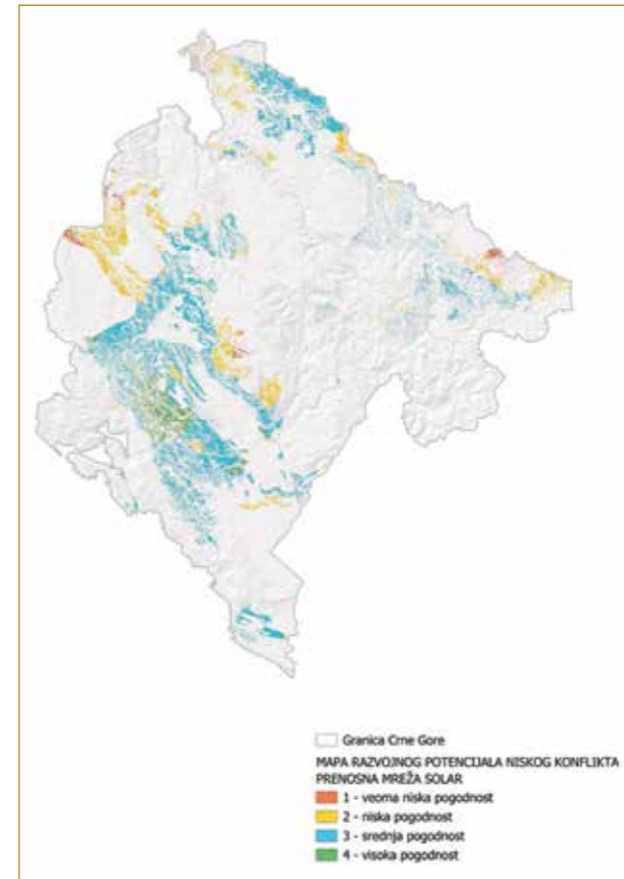 Granica Crne Gore
MAPA RAZVOJNOG POTENCIJALA NISKOG KONFLIKTA
PRENOSNA MREŽA SOLAR
1 - veoma niska pogodnost
2 - niska pogodnost
3 - srednja pogodnost
4 - visoka pogodnost